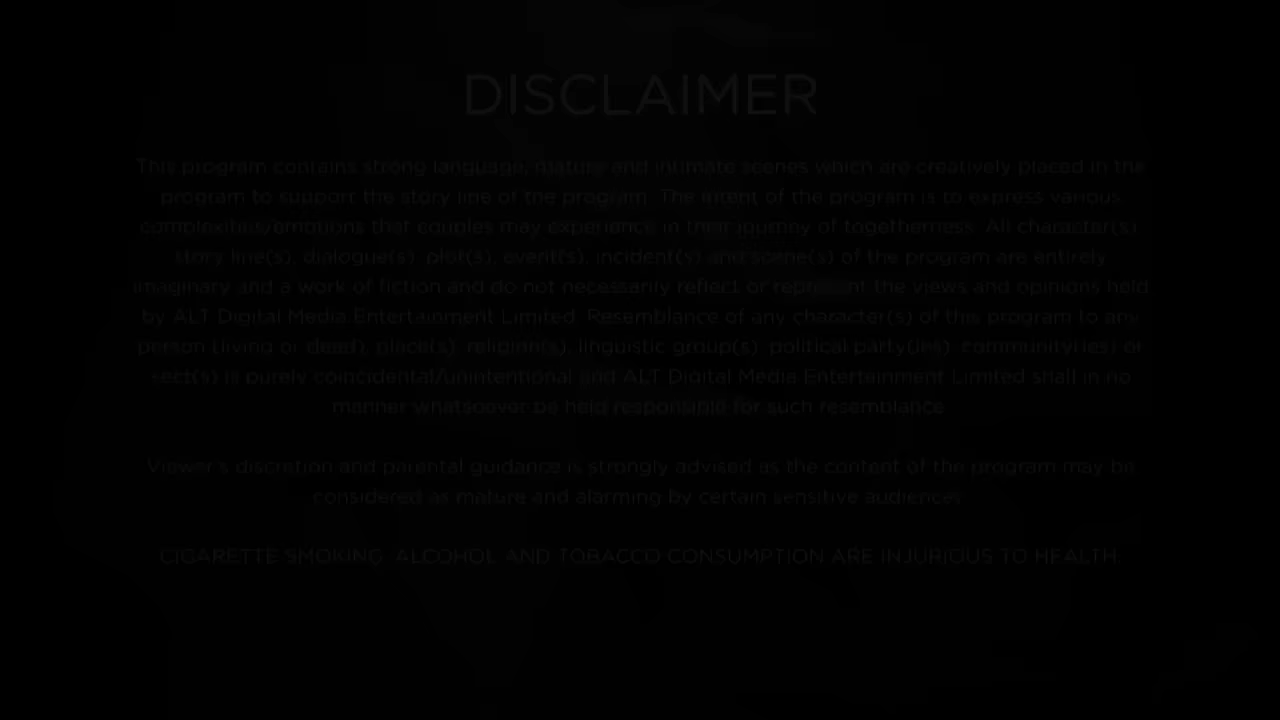 DISCLAIMER
This program contains strong language, mature and intimate scenes which are creatively placed in the
program to support the story line of the program. The intent of the program is to express various
complexities/emotions that couples may experience in their journey of togetherness. All character(s)
story line(s), dialogue(s) plot(s), event(s), incident(s) and scene(s) of the program are entirely
imaginary and a work of fiction and do not necessarily reflect or represent the views and opinions held
by ALT Digital Media Entertainment Limited. Resemblance of any character(s) of this program to any
person (living or dead), place(s) religion(s), linguistic group(s) political party(ies) community(ies) or
sect(s) is purely coincidental/unintentional and ALT Digital Media Entertainment Limited shall in no
manner whatsoever be held responsible for such resemblance
Viewer's discretion and parental guidance is strongly advised as the content of the program may be
considered as mature and alarming by certain sensitive audiences
CIGARETTE SMOKING, ALCOHOL AND TOBACCO CONSUMPTION ARE INJURIOUS TO HEALTH.